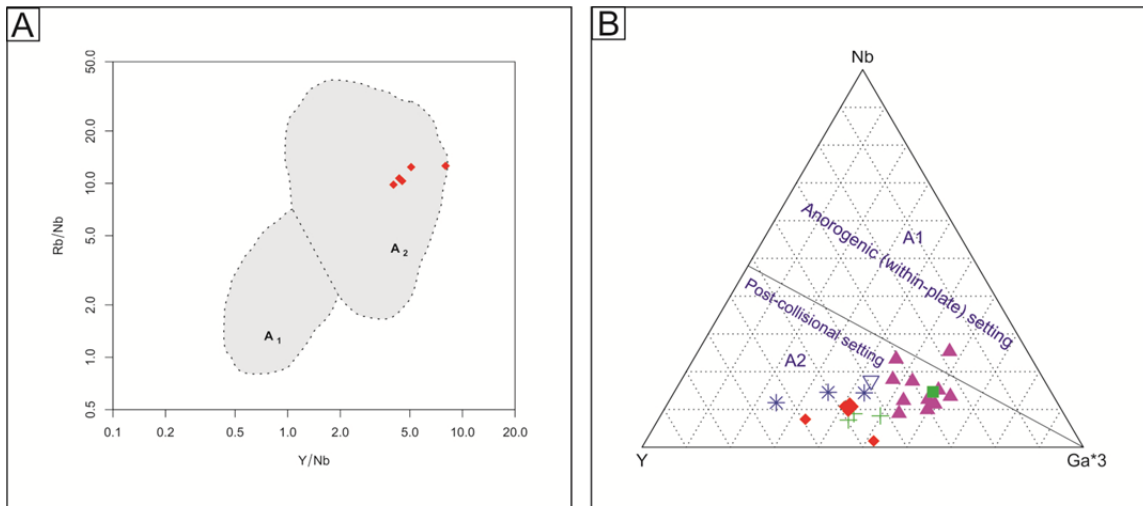 A
Rb/Nb
50.0
20.0
10.0
5.0
2.0
1.0
0.5
A 2
A 1
0.1
0.2
0.5
1.0
2.0
5.0
10.0
20.0
Y/Nb
B
Nb
A1
Anorogenic (within-plate) setting
Post-collisional setting
A2
Y
Ga*3